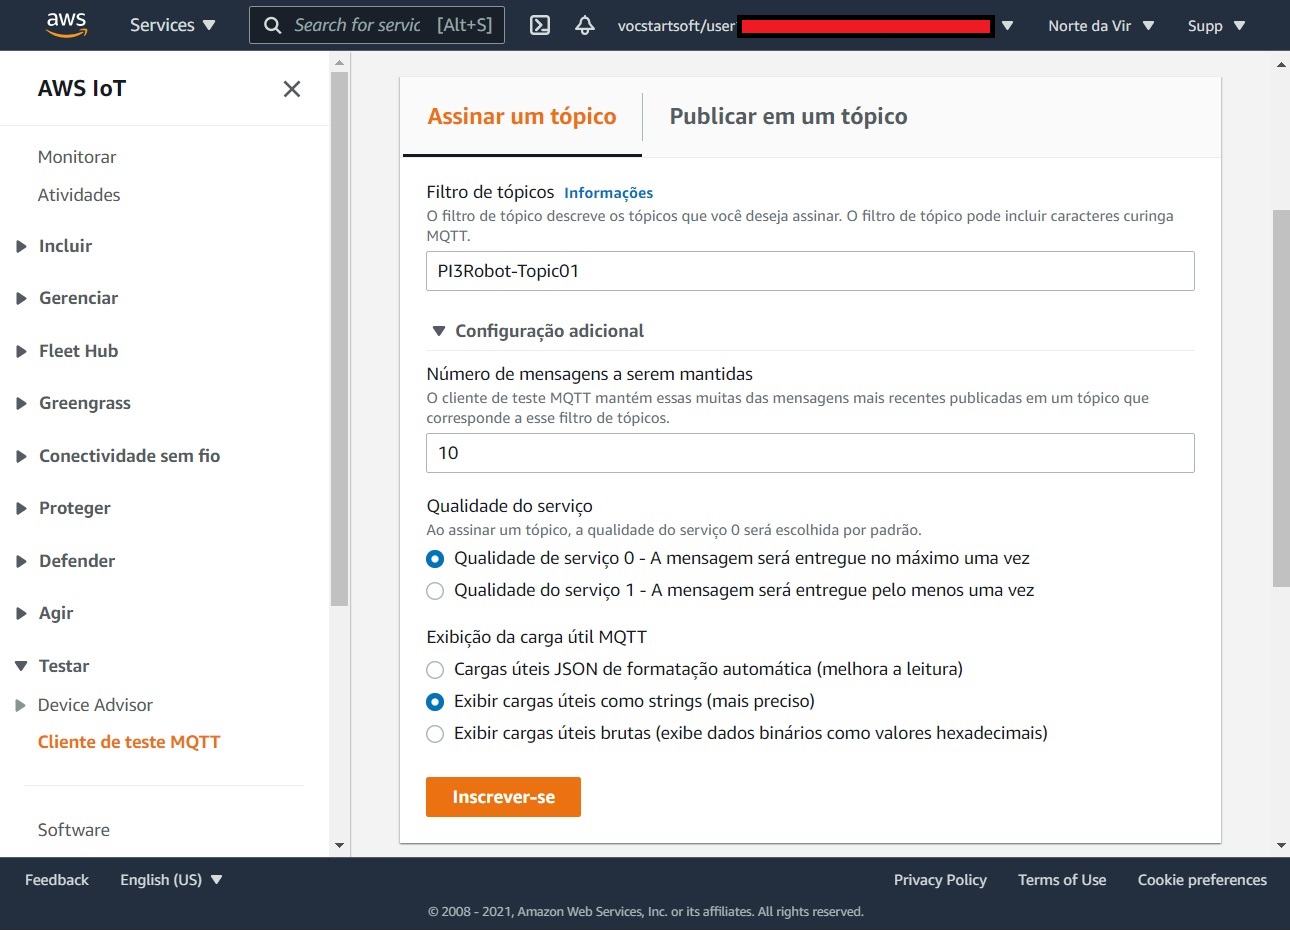 aws Services Search for servic [Alt+S] vocstartsoft/user Norte da Vir Supp
AWS IoT
Monitorar
Atividades
Incluir
Gerenciar
Fleet Hub
Greengrass
Conectividade sem fio
Proteger
Defender
Agir
Testar
Device Advisor
Cliente de teste MQTT
Software
Assinar um tópico Publicar em um tópico
Filtro de tópicos Informações
O filtro de tópico descreve os tópicos que você deseja assinar. O filtro de tópico pode incluir caracteres curinga
MQTT.
PI3Robot-Topic01
Configuração adicional
Número de mensagens a serem mantidas
O cliente de teste MQTT mantém essas muitas das mensagens mais recentes publicadas em um tópico que
corresponde a esse filtro de tópicos.
10
Qualidade do serviço
Ao assinar um tópico, a qualidade do serviço 0 será escolhida por padrão.
Qualidade de serviço 0 - A mensagem será entregue no máximo uma vez
Qualidade do serviço 1 - A mensagem será entregue pelo menos uma vez
Exibição da carga útil MQTT
Cargas úteis JSON de formatação automática (melhora a leitura)
Exibir cargas úteis como strings (mais preciso)
Exibir cargas úteis brutas (exibe dados binários como valores hexadecimais)
Inscrever-se
Feedback English (US) Privacy Policy Terms of Use Cookie preferences
© 2008 - 2021, Amazon Web Services, Inc. or its affiliates. All rights reserved.